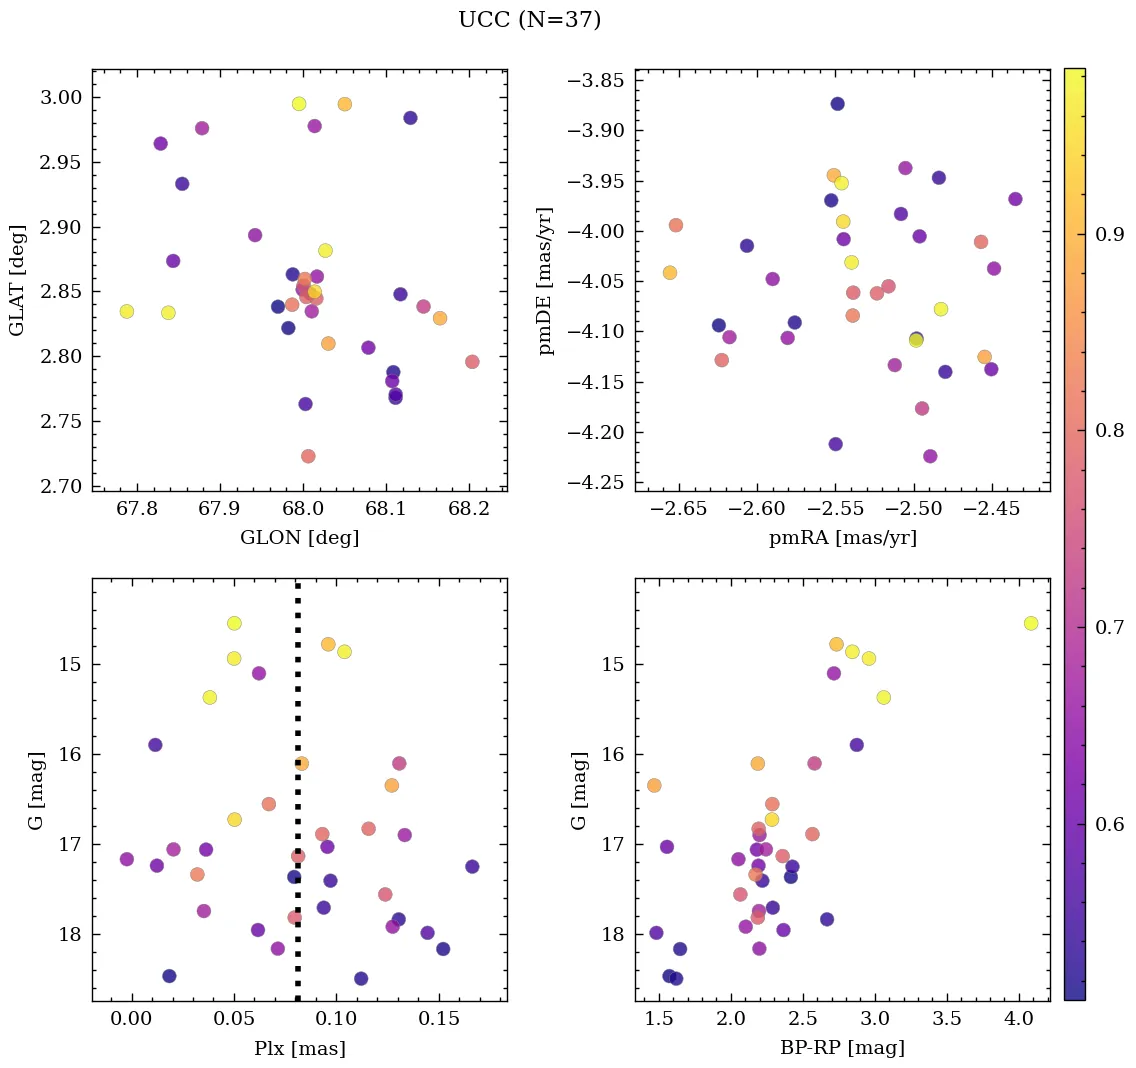 UCC (N=37)
3.00
2.95
2.90
2.85
2.80
2.75
2.70
GLAT [deg]
67.8 67.9 68.0 68.1 68.2
GLON [deg]
−3.85
−3.90
−3.95
−4.00
−4.05
−4.10
−4.15
−4.20
−4.25
pmDE [mas/yr]
−2.65 −2.60 −2.55 −2.50 −2.45
pmRA [mas/yr]
15
16
17
18
G [mag]
0.00 0.05 0.10 0.15
Plx [mas]
15
16
17
18
G [mag]
1.5 2.0 2.5 3.0 3.5 4.0
BP-RP [mag]
0.9
0.8
0.7
0.6